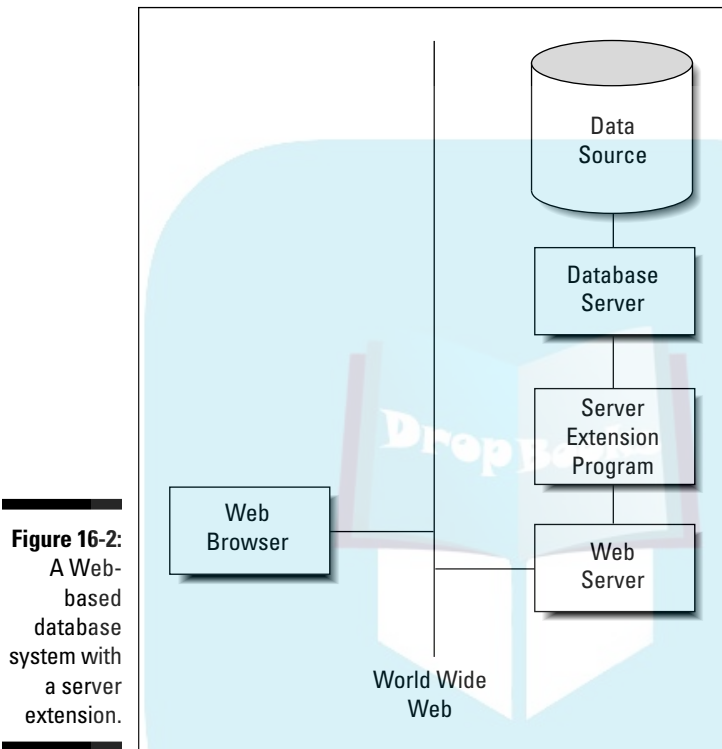 Data
Source
Database
Server
Server
Extension
Program
Web
Browser
Web
Server
World Wide
Web
Figure 16-2:
A Web-
based
database
system with
a server
extension.